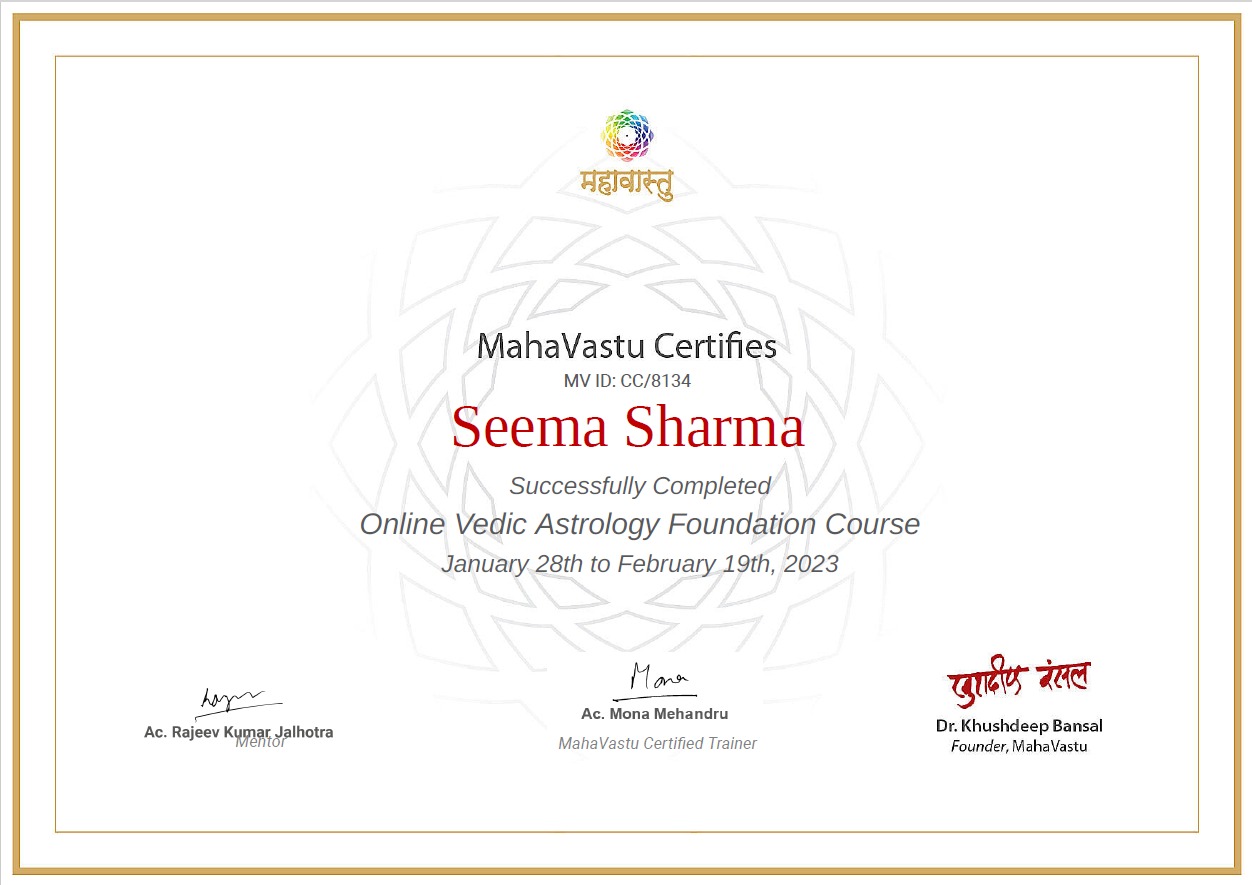 महावास्तु
MahaVastu Certifies
MV ID: CC/8134
Seema Sharma
Successfully Completed
Online Vedic Astrology Foundation Course
January 28th to February 19th, 2023
Ac. Rajeev Kumar Jalhotra
Mentor
Mona
Ac. Mona Mehandru
MahaVastu Certified Trainer
खुशदीप बंसल
Dr. Khushdeep Bansal
Founder, MahaVastu